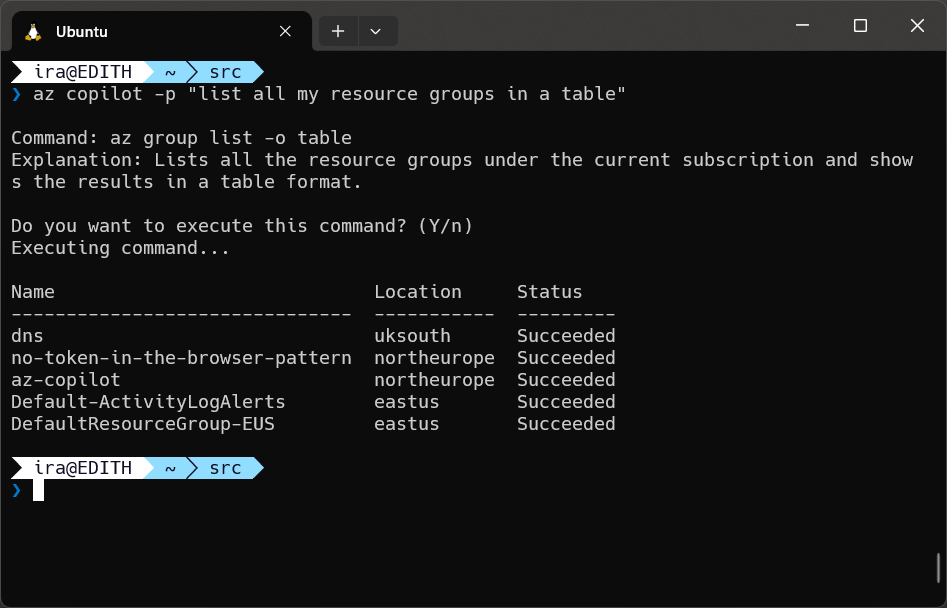 Ubuntu
ira@EDITH ~ src
❯ az copilot -p "list all my resource groups in a table"
Command: az group list -o table
Explanation: Lists all the resource groups under the current subscription and show
s the results in a table format.
Do you want to execute this command? (Y/n)
Executing command...
Name                             Location     Status
-------------------------------  -----------  ---------
dns                              uksouth      Succeeded
no-token-in-the-browser-pattern  northeurope  Succeeded
az-copilot                       northeurope  Succeeded
Default-ActivityLogAlerts        eastus       Succeeded
DefaultResourceGroup-EUS         eastus       Succeeded
ira@EDITH ~ src
❯